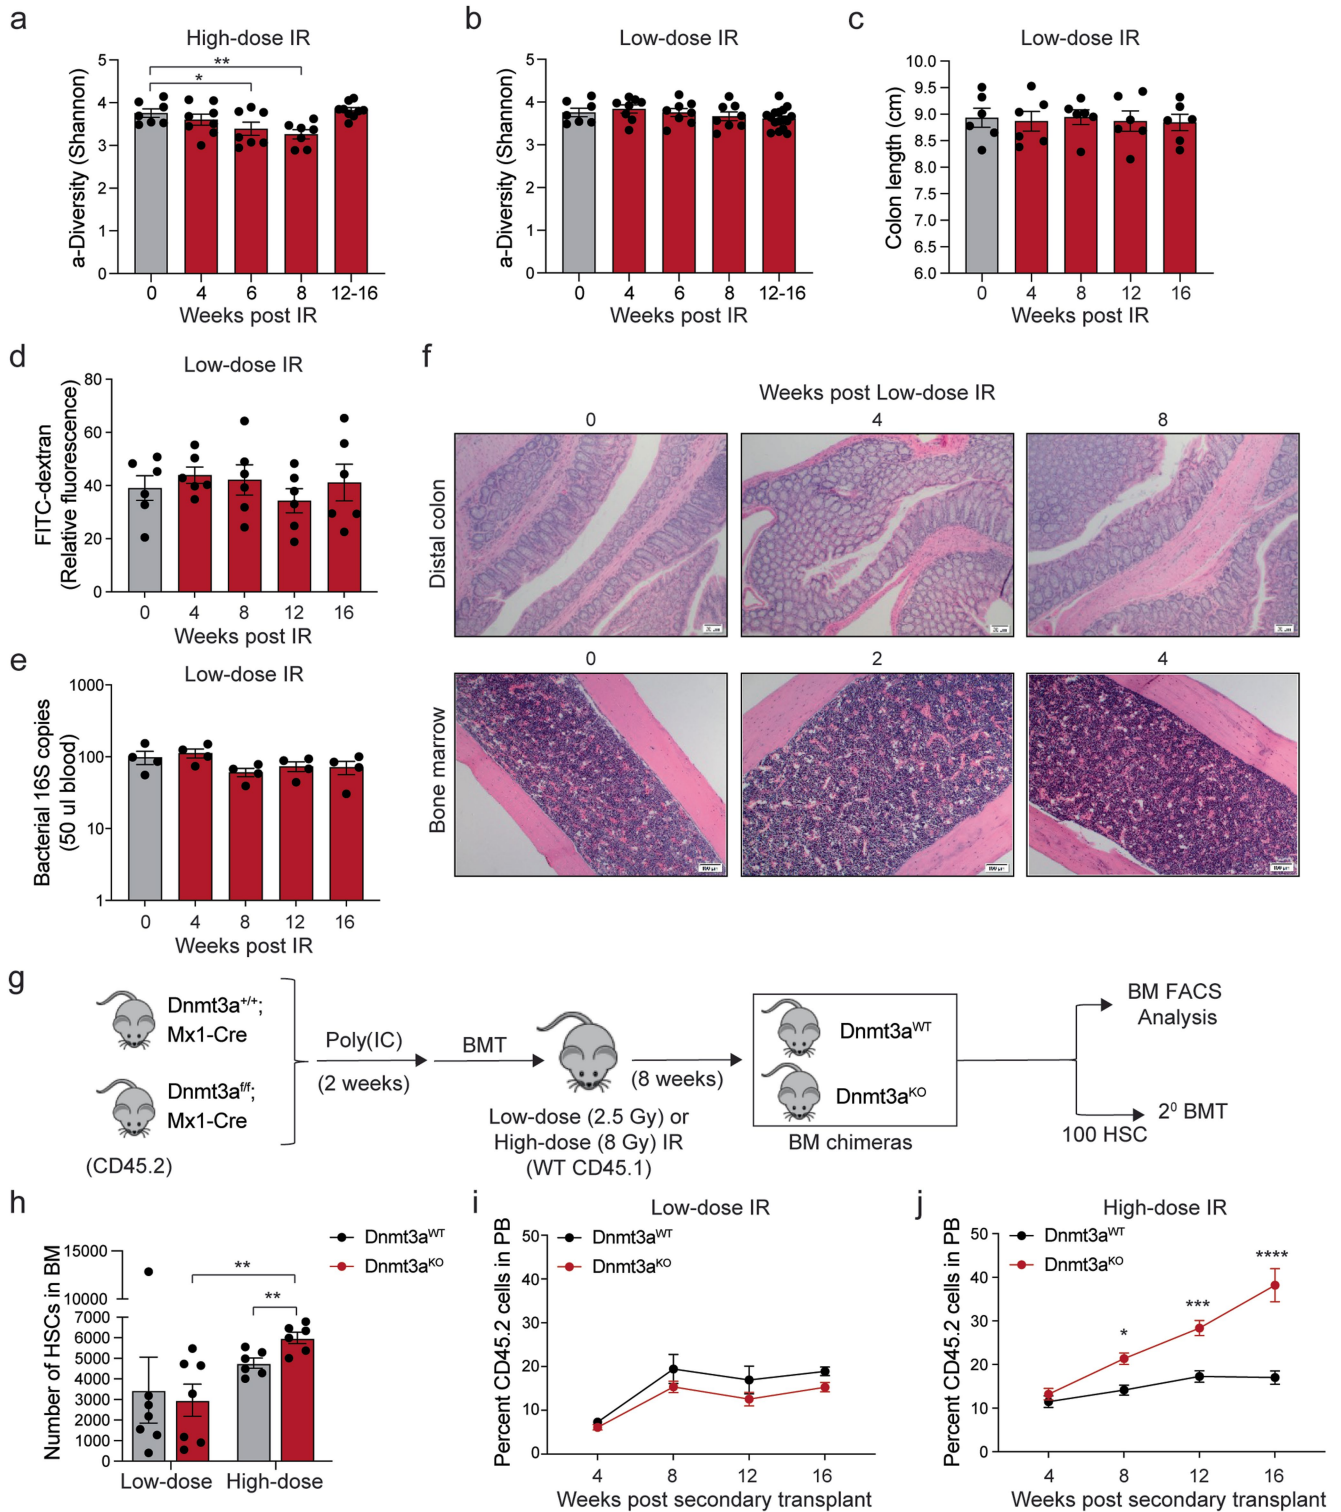 a
High-dose IR
**
*
a-Diversity (Shannon)
5
4
3
2
1
0
0 4 6 8 12-16
Weeks post IR
b
Low-dose IR
a-Diversity (Shannon)
5
4
3
2
1
0
0 4 6 8 12-16
Weeks post IR
c
Low-dose IR
Colon length (cm)
10.0
9.5
9.0
8.5
8.0
7.5
7.0
6.5
6.0
0 4 8 12 16
Weeks post IR
d
Low-dose IR
FITC-dextran
(Relative fluorescence)
80
60
40
20
0
0 4 8 12 16
Weeks post IR
e
Low-dose IR
Bacterial 16S copies
(50 ul blood)
1000
100
10
1
0 4 8 12 16
Weeks post IR
f
Weeks post Low-dose IR
0 4 8
Distal colon
0 2 4
Bone marrow
g
Dnmt3a+/+;
Mx1-Cre
Dnmt3af/f;
Mx1-Cre
(CD45.2)
Poly(IC)
(2 weeks)
BMT
Low-dose (2.5 Gy) or
High-dose (8 Gy) IR
(WT CD45.1)
(8 weeks)
Dnmt3aWT
Dnmt3aKO
BM chimeras
BM FACS
Analysis
100 HSC
2⁰ BMT
h
Dnmt3aWT
Dnmt3aKO
Number of HSCs in BM
15000
10000
7000
6000
5000
4000
3000
2000
1000
0
**
**
Low-dose High-dose
i
Low-dose IR
Dnmt3aWT
Dnmt3aKO
Percent CD45.2 cells in PB
50
40
30
20
10
0
4 8 12 16
Weeks post secondary transplant
j
High-dose IR
Dnmt3aWT
Dnmt3aKO
Percent CD45.2 cells in PB
50
40
30
20
10
0
*
***
****
4 8 12 16
Weeks post secondary transplant